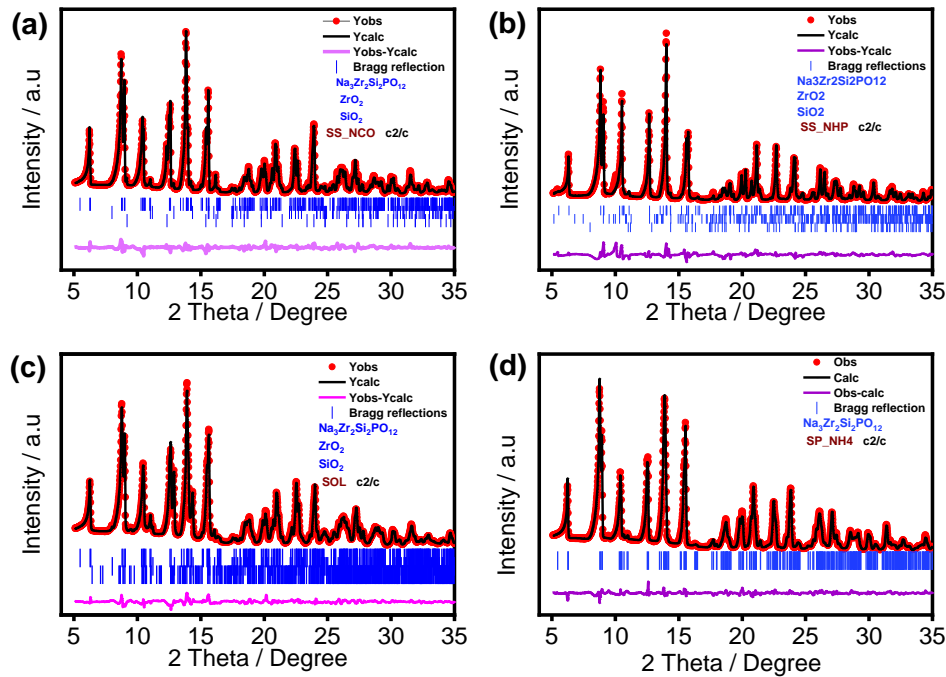 (a)
Yobs
Ycalc
Yobs-Ycalc
Bragg reflection
Na₃Zr₂Si₂PO₁₂
ZrO₂
SiO₂
SS_NCO c2/c
Intensity / a.u
5 10 15 20 25 30 35
2 Theta / Degree
(b)
Yobs
Ycalc
Yobs-Ycalc
Bragg reflections
Na3Zr2Si2PO12
ZrO2
SiO2
SS_NHP c2/c
Intensity / a.u
5 10 15 20 25 30 35
2 Theta / Degree
(c)
Yobs
Ycalc
Yobs-Ycalc
Bragg reflections
Na₃Zr₂Si₂PO₁₂
ZrO₂
SiO₂
SOL c2/c
Intensity / a.u
5 10 15 20 25 30 35
2 Theta / Degree
(d)
Obs
Calc
Obs-calc
Bragg reflection
Na₃Zr₂Si₂PO₁₂
SP_NH4 c2/c
Intensity / a.u
5 10 15 20 25 30 35
2 Theta / Degree